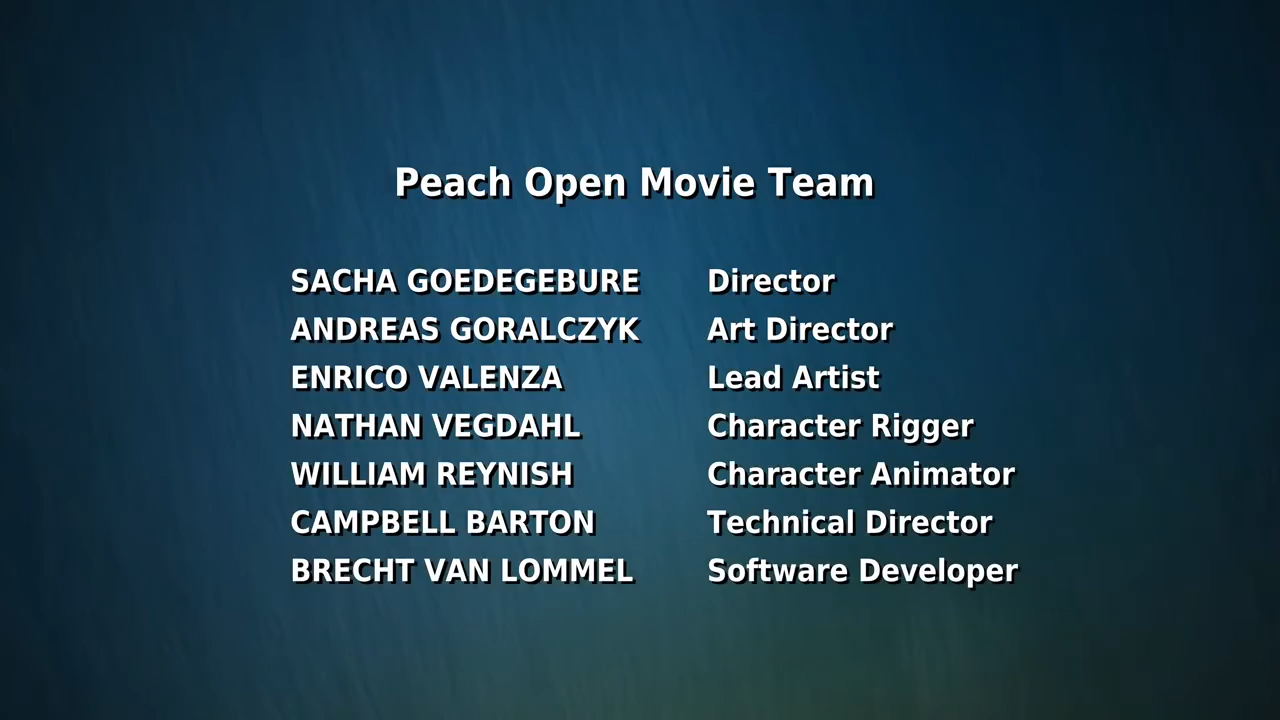 Peach Open Movie Team
SACHA GOEDEGEBURE Director
ANDREAS GORALCZYK Art Director
ENRICO VALENZA Lead Artist
NATHAN VEGDAHL Character Rigger
WILLIAM REYNISH Character Animator
CAMPBELL BARTON Technical Director
BRECHT VAN LOMMEL Software Developer